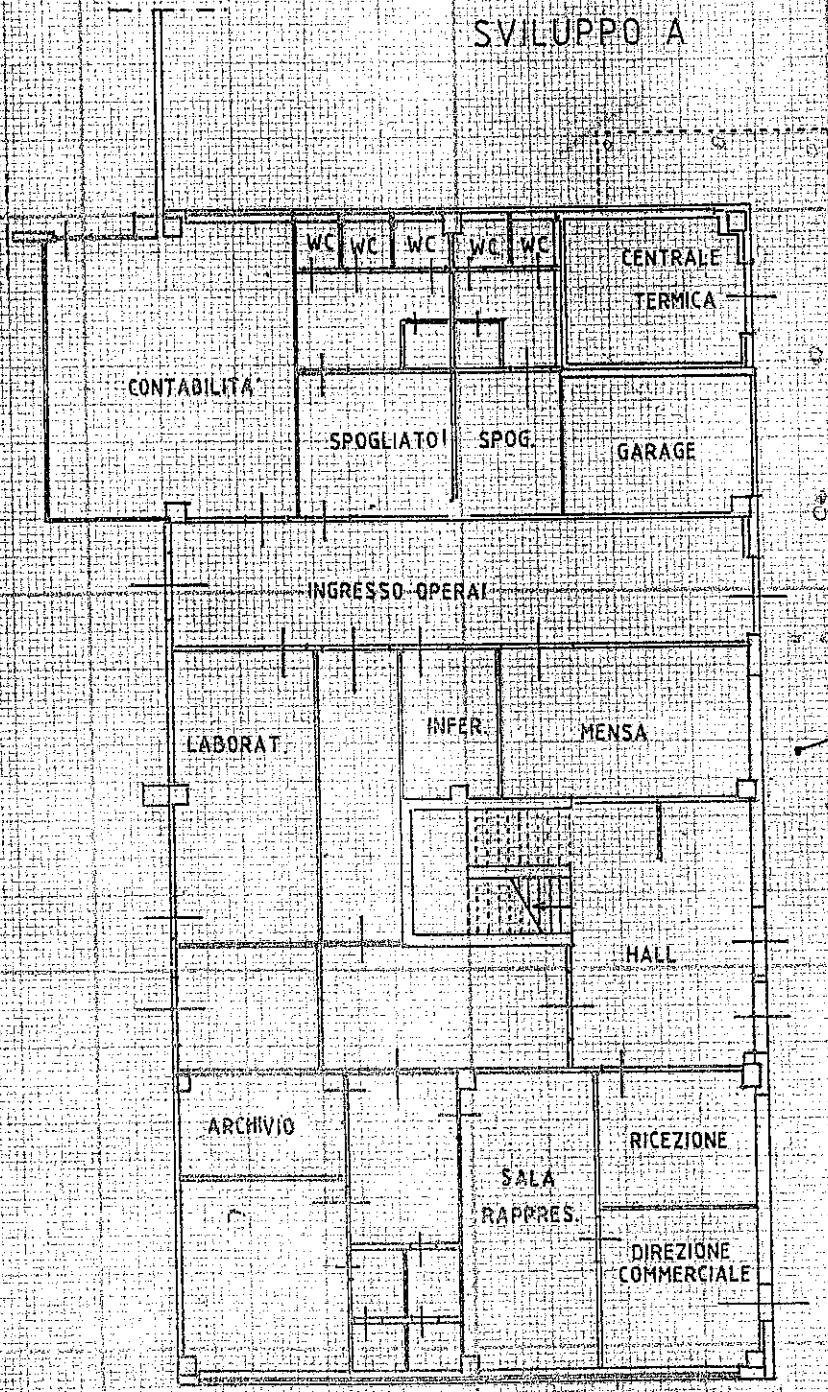 SVILUPPO A
WC WC WC WC WC
CENTRALE
TERMICA
CONTABILITA'
SPOGLIATOI
SPOG.
GARAGE
INGRESSO OPERAI
LABORAT.
INFER.
MENSA
HALL
ARCHIVIO
SALA
RAPPRES.
RICEZIONE
DIREZIONE
COMMERCIALE